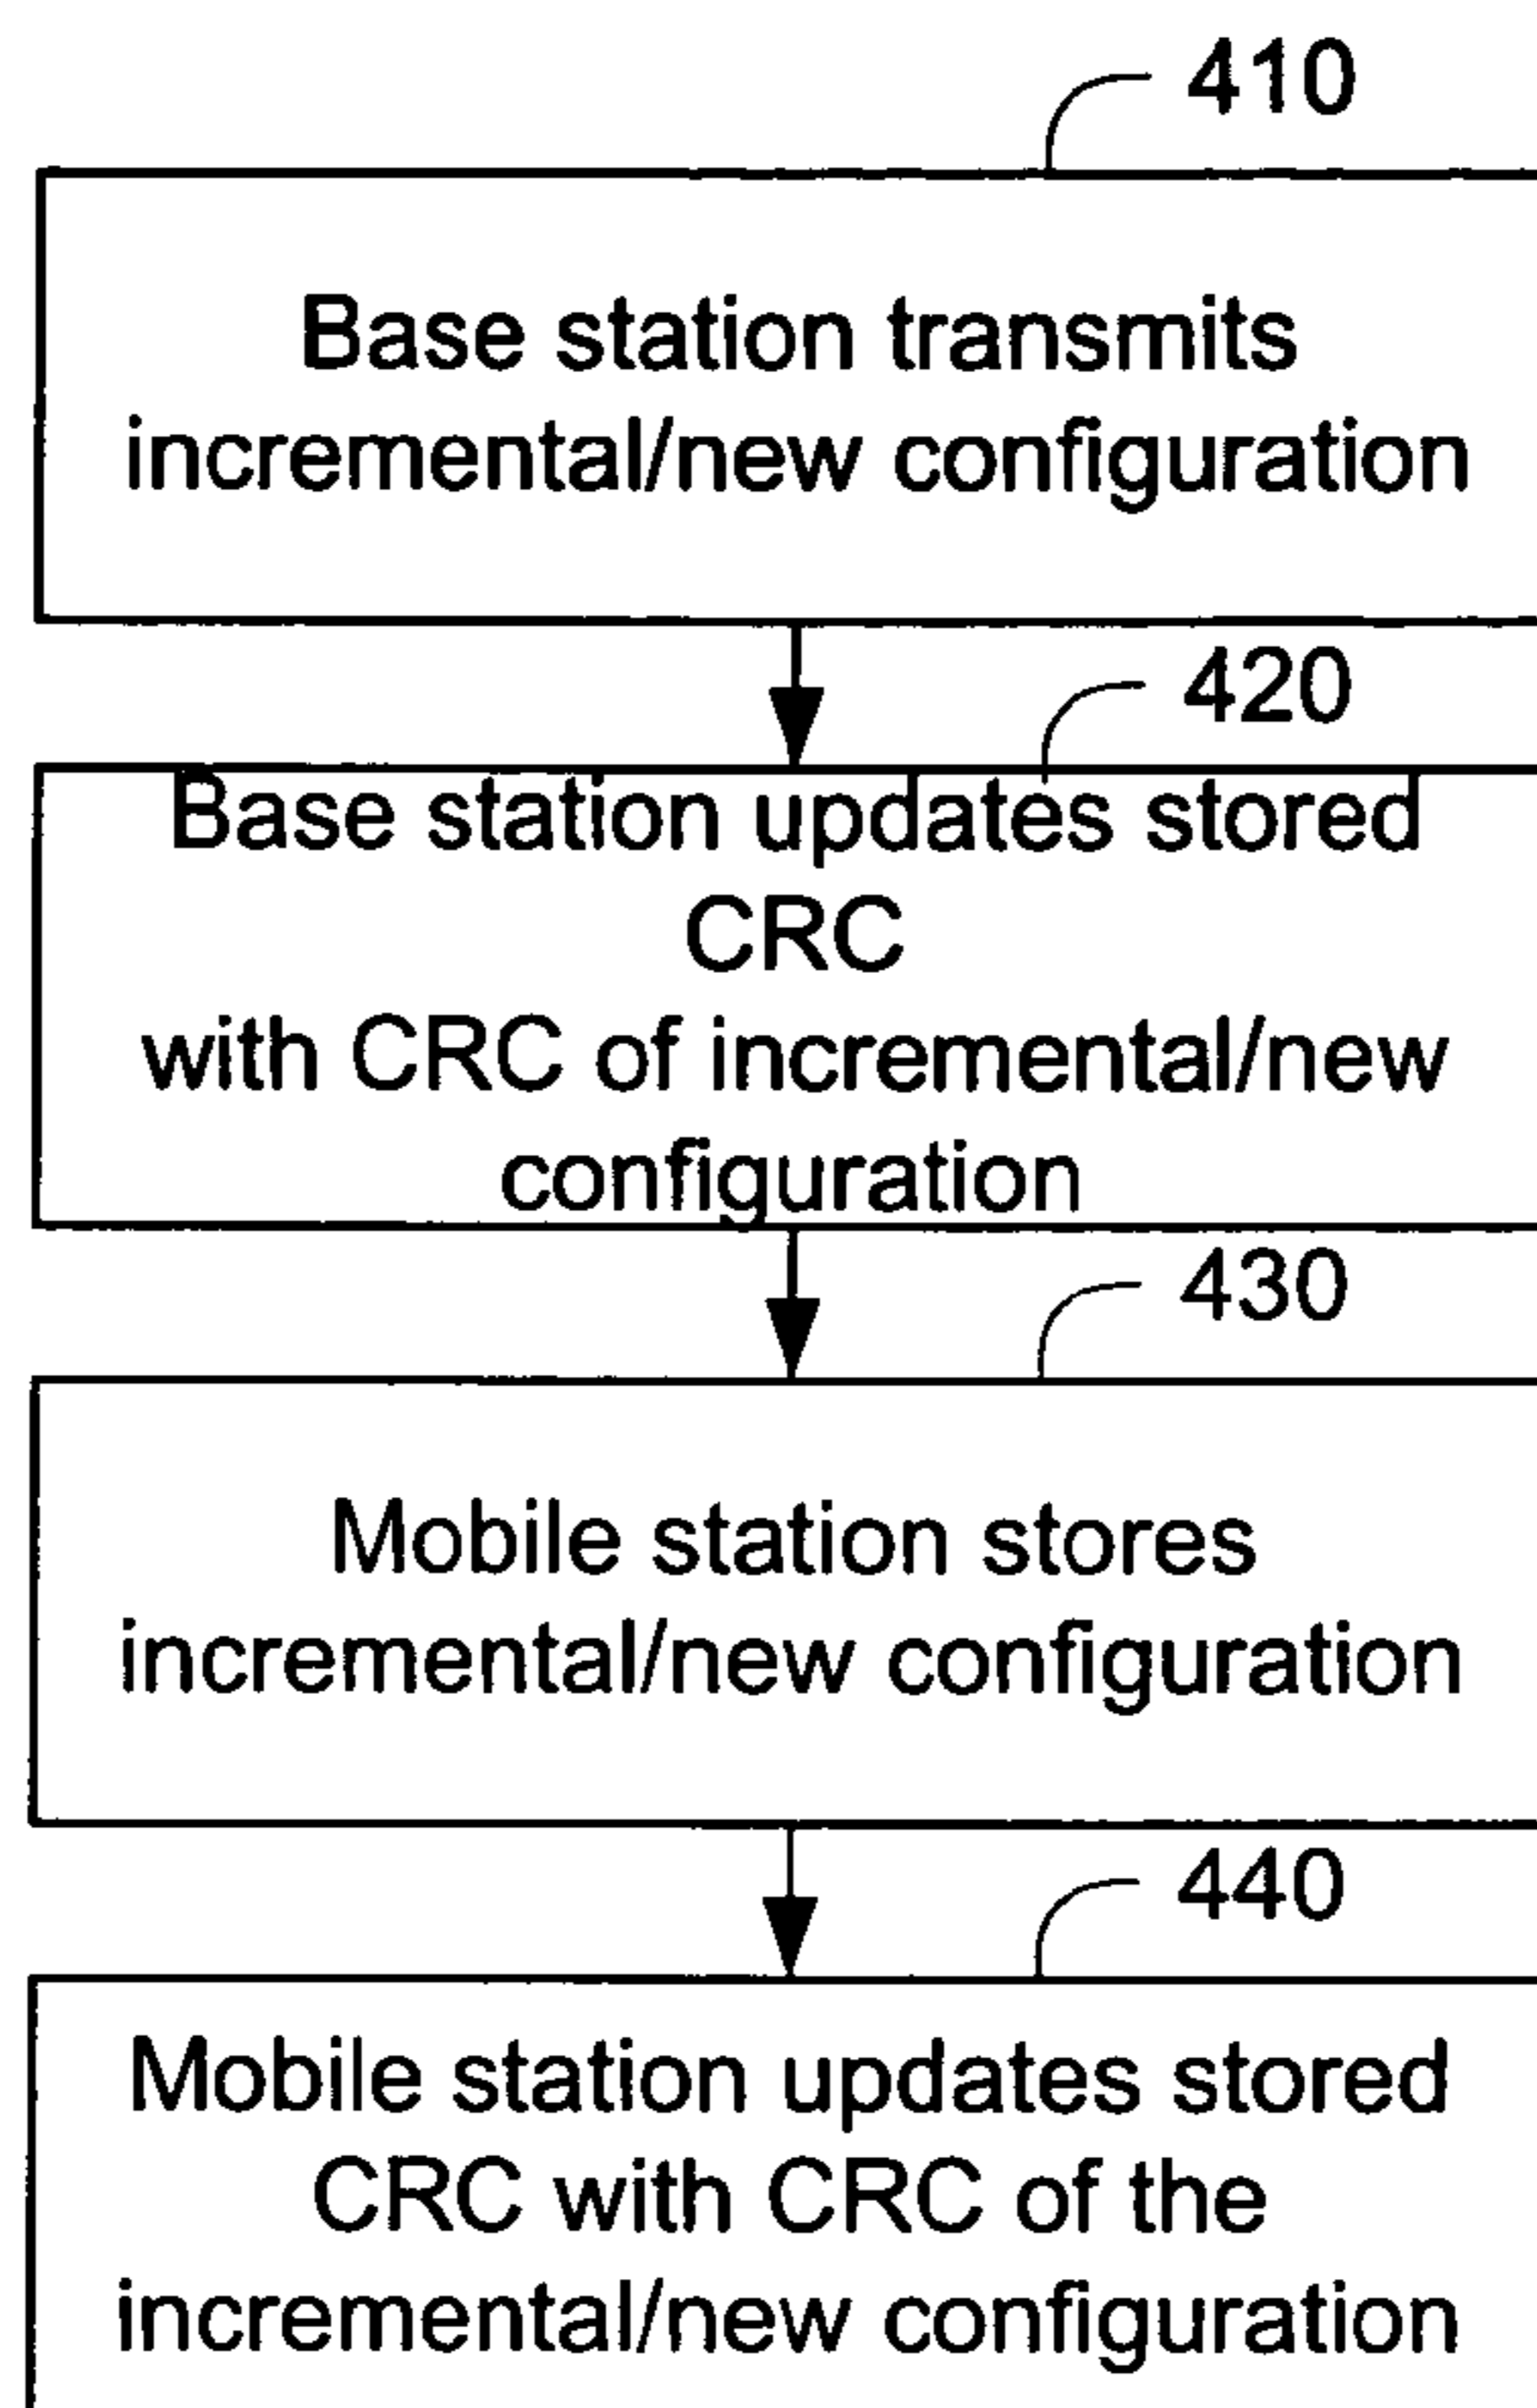 410
Base station transmits
incremental/new configuration
420
Base station updates stored
CRC
with CRC of incremental/new
configuration
430
Mobile station stores
incremental/new configuration
440
Mobile station updates stored
CRC with CRC of the
incremental/new configuration